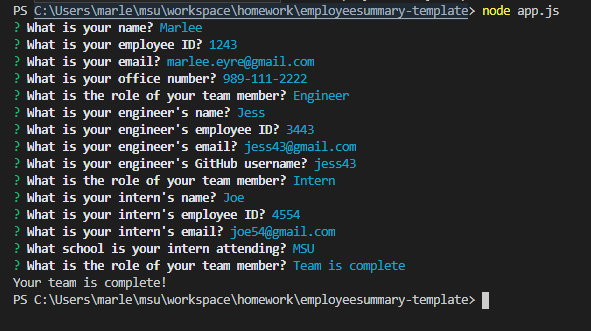 PS C:\Users\marle\msu\workspace\homework\employeesummary-template> node app.js
? What is your name? Marlee
? What is your employee ID? 1243
? What is your email? marlee.eyre@gmail.com
? What is your office number? 989-111-2222
? What is the role of your team member? Engineer
? What is your engineer's name? Jess
? What is your engineer's employee ID? 3443
? What is your engineer's email? jess43@gmail.com
? What is your engineer's GitHub username? jess43
? What is the role of your team member? Intern
? What is your intern's name? Joe
? What is your intern's employee ID? 4554
? What is your intern's email? joe54@gmail.com
? What school is your intern attending? MSU
? What is the role of your team member? Team is complete
Your team is complete!
PS C:\Users\marle\msu\workspace\homework\employeesummary-template>